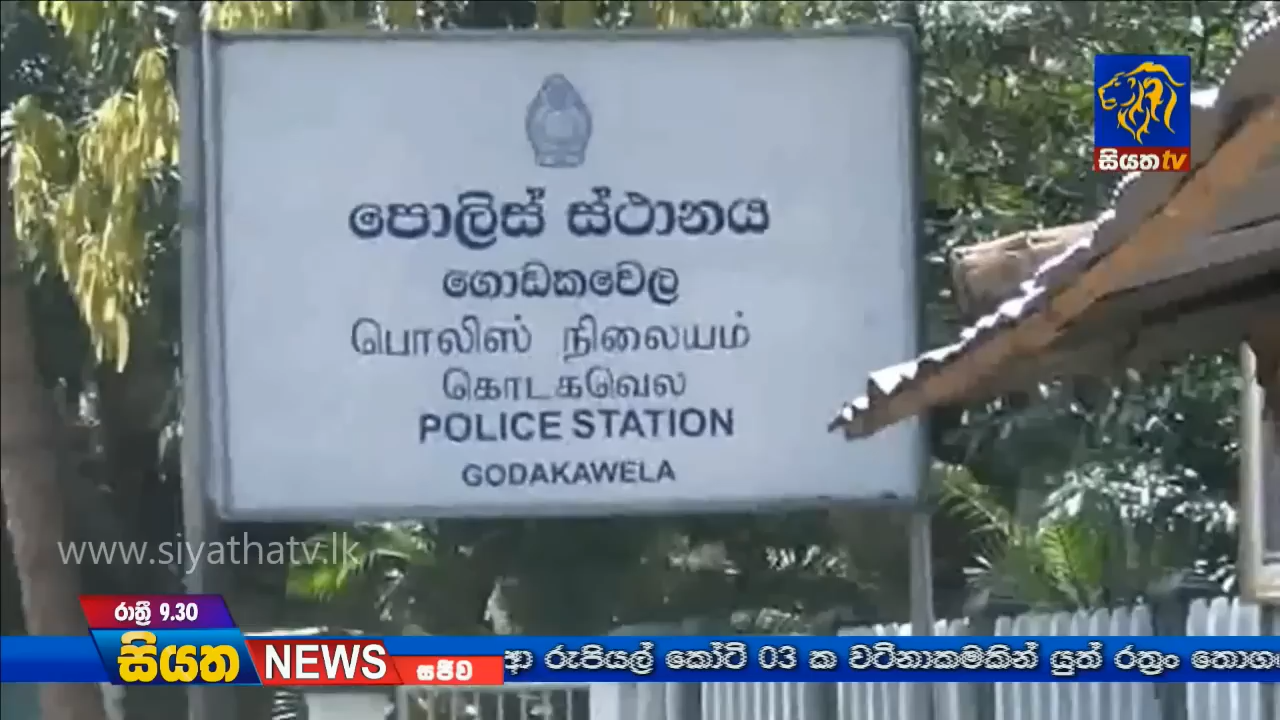 සියත tv
පොලිස් ස්ථානය
ගොඩකවෙල
பொலிஸ் நிலையம்
கொடகவெல
POLICE STATION
GODAKAWELA
www.siyathatv.lk
රාත්‍රී 9.30
සියත NEWS
සජීව
රුපියල් කෝටි 03 ක වටිනාකමකින් යුත් රත්‍රං